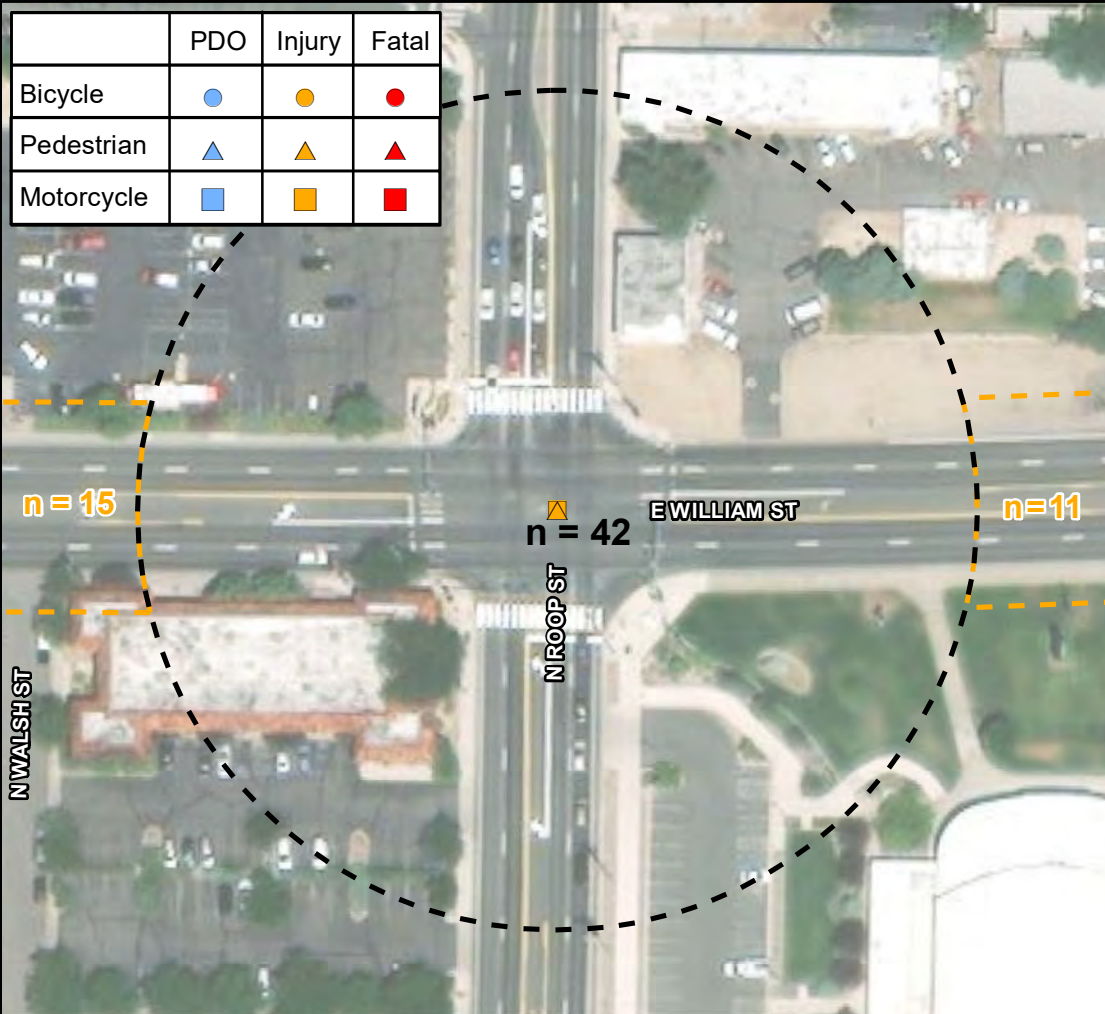 PDO Injury Fatal
Bicycle
Pedestrian
Motorcycle
n = 15
E WILLIAM ST
n = 11
n = 42
N ROOP ST
N WALSH ST